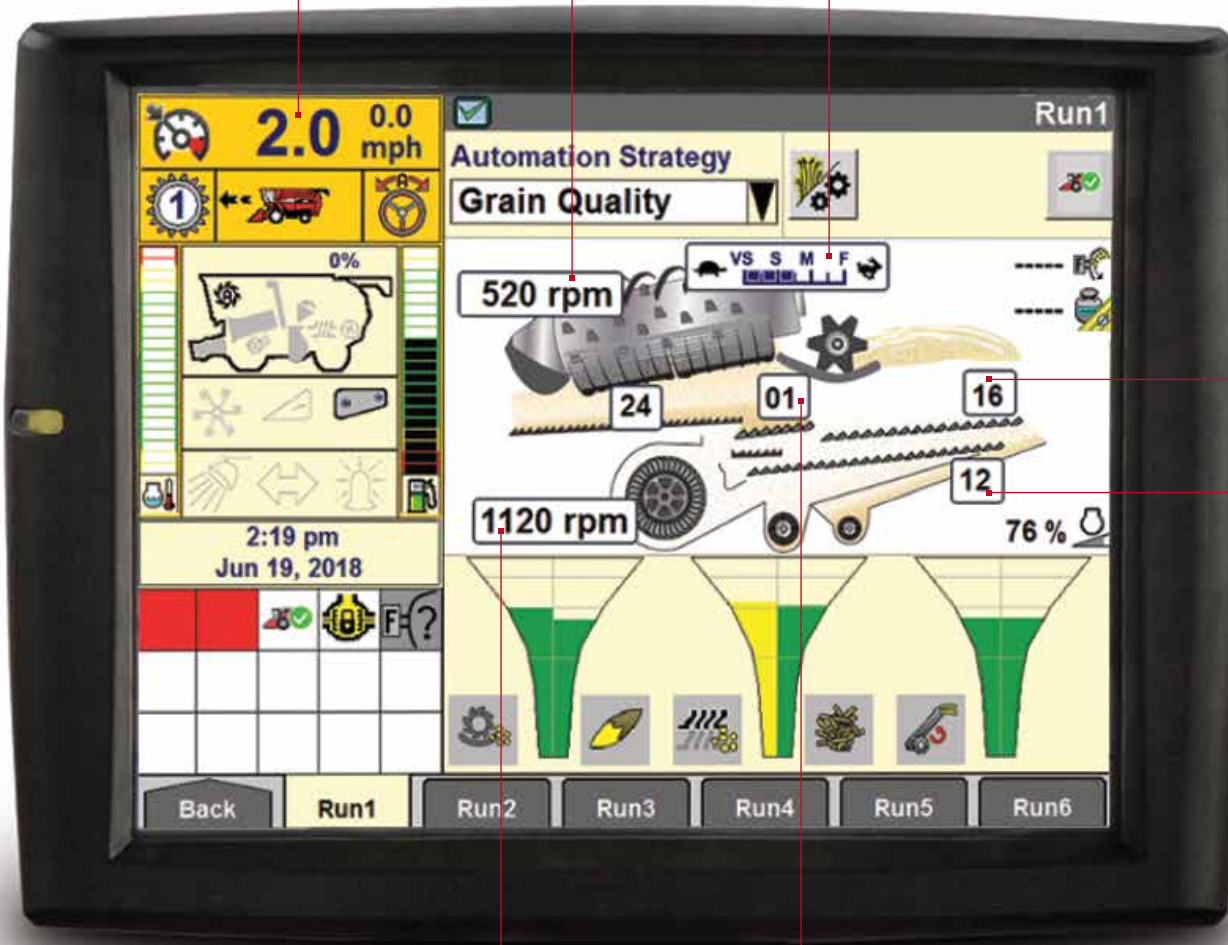 2.0 0.0 mph
1
0%
2:19 pm
Jun 19, 2018
F ?
Run1
Automation Strategy
Grain Quality
VS S M F
520 rpm
24
01
16
12
1120 rpm
76 %
Back Run1 Run2 Run3 Run4 Run5 Run6